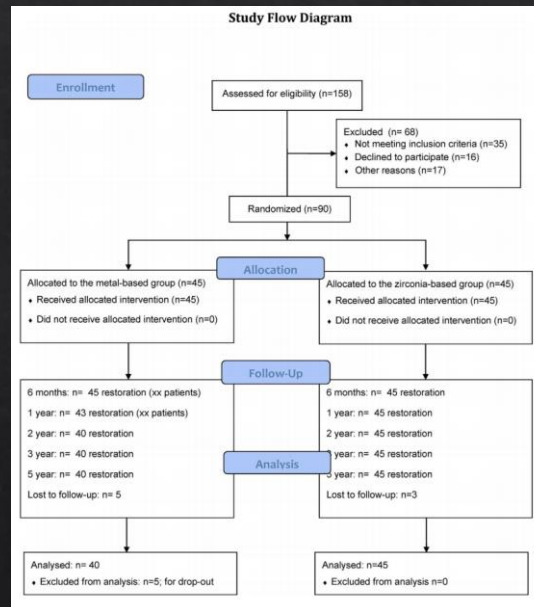 Study Flow Diagram
Enrollment
Assessed for eligibility (n=158)
Excluded (n= 68)
♦ Not meeting inclusion criteria (n=35)
♦ Declined to participate (n=16)
♦ Other reasons (n=17)
Randomized (n=90)
Allocation
Allocated to the metal-based group (n=45)
♦ Received allocated intervention (n=45)
♦ Did not receive allocated intervention (n=0)
Allocated to the zirconia-based group (n=45)
♦ Received allocated intervention (n=45)
♦ Did not receive allocated intervention (n=0)
Follow-Up
6 months: n= 45 restoration (xx patients)
1 year: n= 43 restoration (xx patients)
2 year: n= 40 restoration
3 year: n= 40 restoration
5 year: n= 40 restoration
Lost to follow-up: n= 5
6 months: n= 45 restoration
1 year: n= 45 restoration
2 year: n= 45 restoration
year: n= 45 restoration
year: n= 45 restoration
Lost to follow-up: n=3
Analysis
Analysed: n= 40
♦ Excluded from analysis: n=5; for drop-out
Analysed: n=45
♦ Excluded from analysis n=0